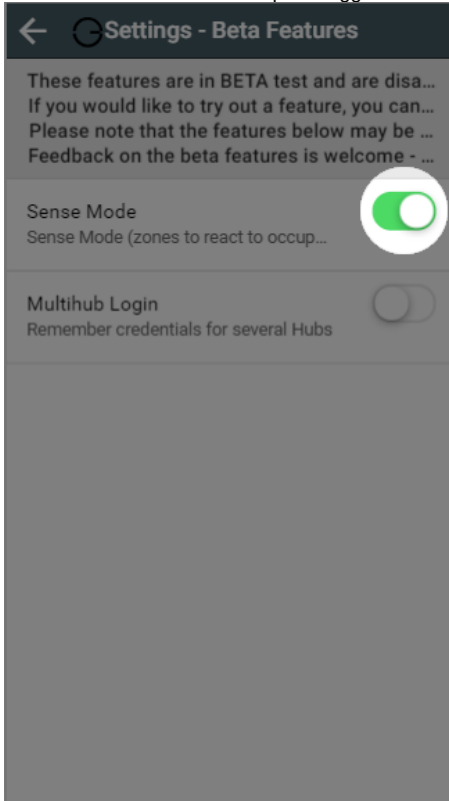 Settings - Beta Features
These features are in BETA test and are disa...
If you would like to try out a feature, you can...
Please note that the features below may be ...
Feedback on the beta features is welcome - ...
Sense Mode
Sense Mode (zones to react to occup...
Multihub Login
Remember credentials for several Hubs